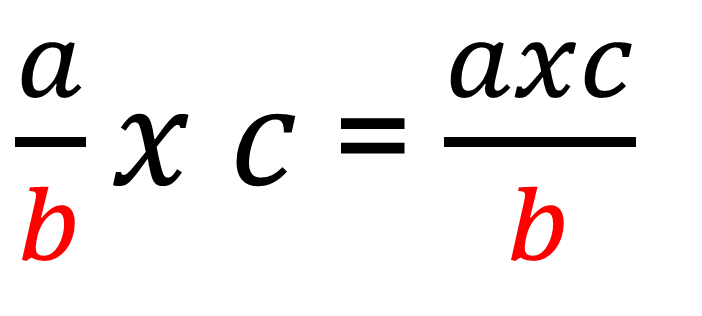 a/b x c = axc/b